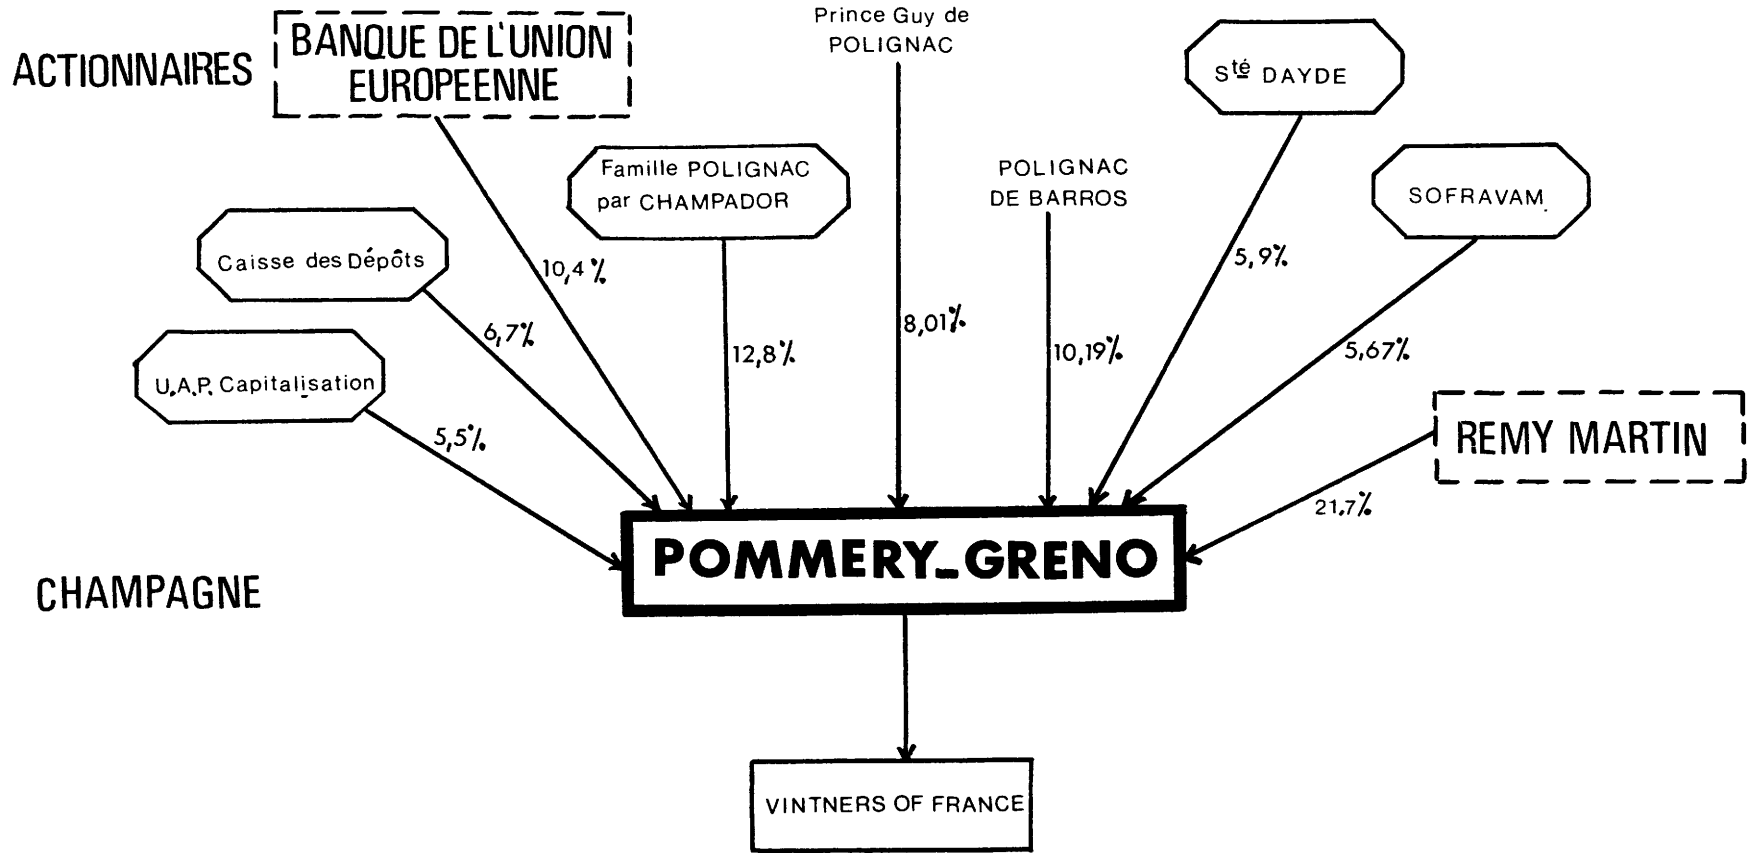 ACTIONNAIRES
BANQUE DE L'UNION
EUROPEENNE
Prince Guy de
POLIGNAC
Sté DAYDE
Famille POLIGNAC
par CHAMPADOR
POLIGNAC
DE BARROS
SOFRAVAM.
Caisse des Dépôts
U.A.P. Capitalisation
10,4%
5,9%
6,7%
12,8%
8,01%
10,19%
5,67%
5,5%
REMY MARTIN
21.7%
POMMERY_GRENO
CHAMPAGNE
VINTNERS OF FRANCE